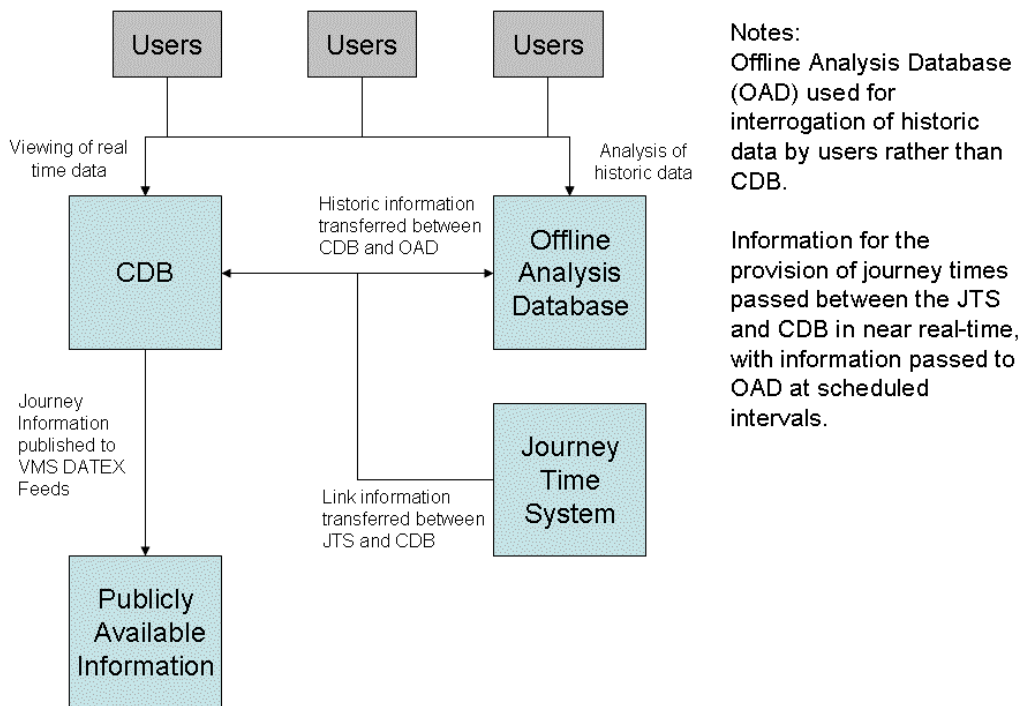 Users
Users
Users
Viewing of real
time data
Analysis of
historic data
CDB
Historic information
transferred between
CDB and OAD
Offline
Analysis
Database
Journey
Information
published to
VMS DATEX
Feeds
Link information
transferred between
JTS and CDB
Journey
Time
System
Publicly
Available
Information
Notes:
Offline Analysis Database
(OAD) used for
interrogation of historic
data by users rather than
CDB.
Information for the
provision of journey times
passed between the JTS
and CDB in near real-time,
with information passed to
OAD at scheduled
intervals.